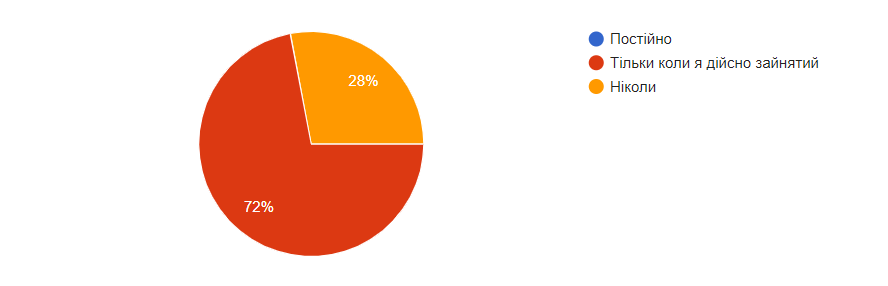 Постійно
Тільки коли я дійсно зайнятий
Ніколи
28%
72%